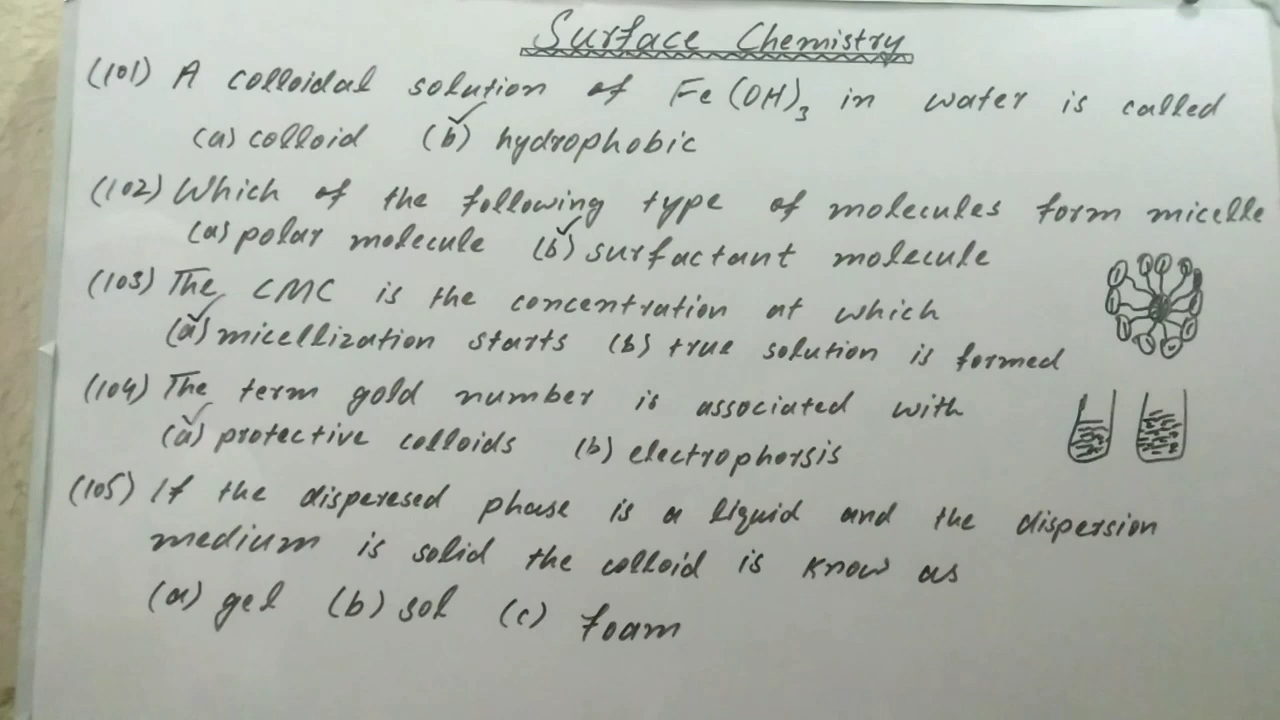 Surface Chemistry
(101) A colloidal solution of Fe(OH)₃ in water is called
(a) colloid (b) hydrophobic
(102) Which of the following type of molecules form micelle
(a) polar molecule (b) surfactant molecule
(103) The CMC is the concentration at which
(a) micellization starts (b) true solution is formed
(104) The term gold number is associated with
(a) protective colloids (b) electrophorsis
(105) If the disperesed phase is a liquid and the dispersion
medium is solid the colloid is know as
(a) gel (b) sol (c) foam